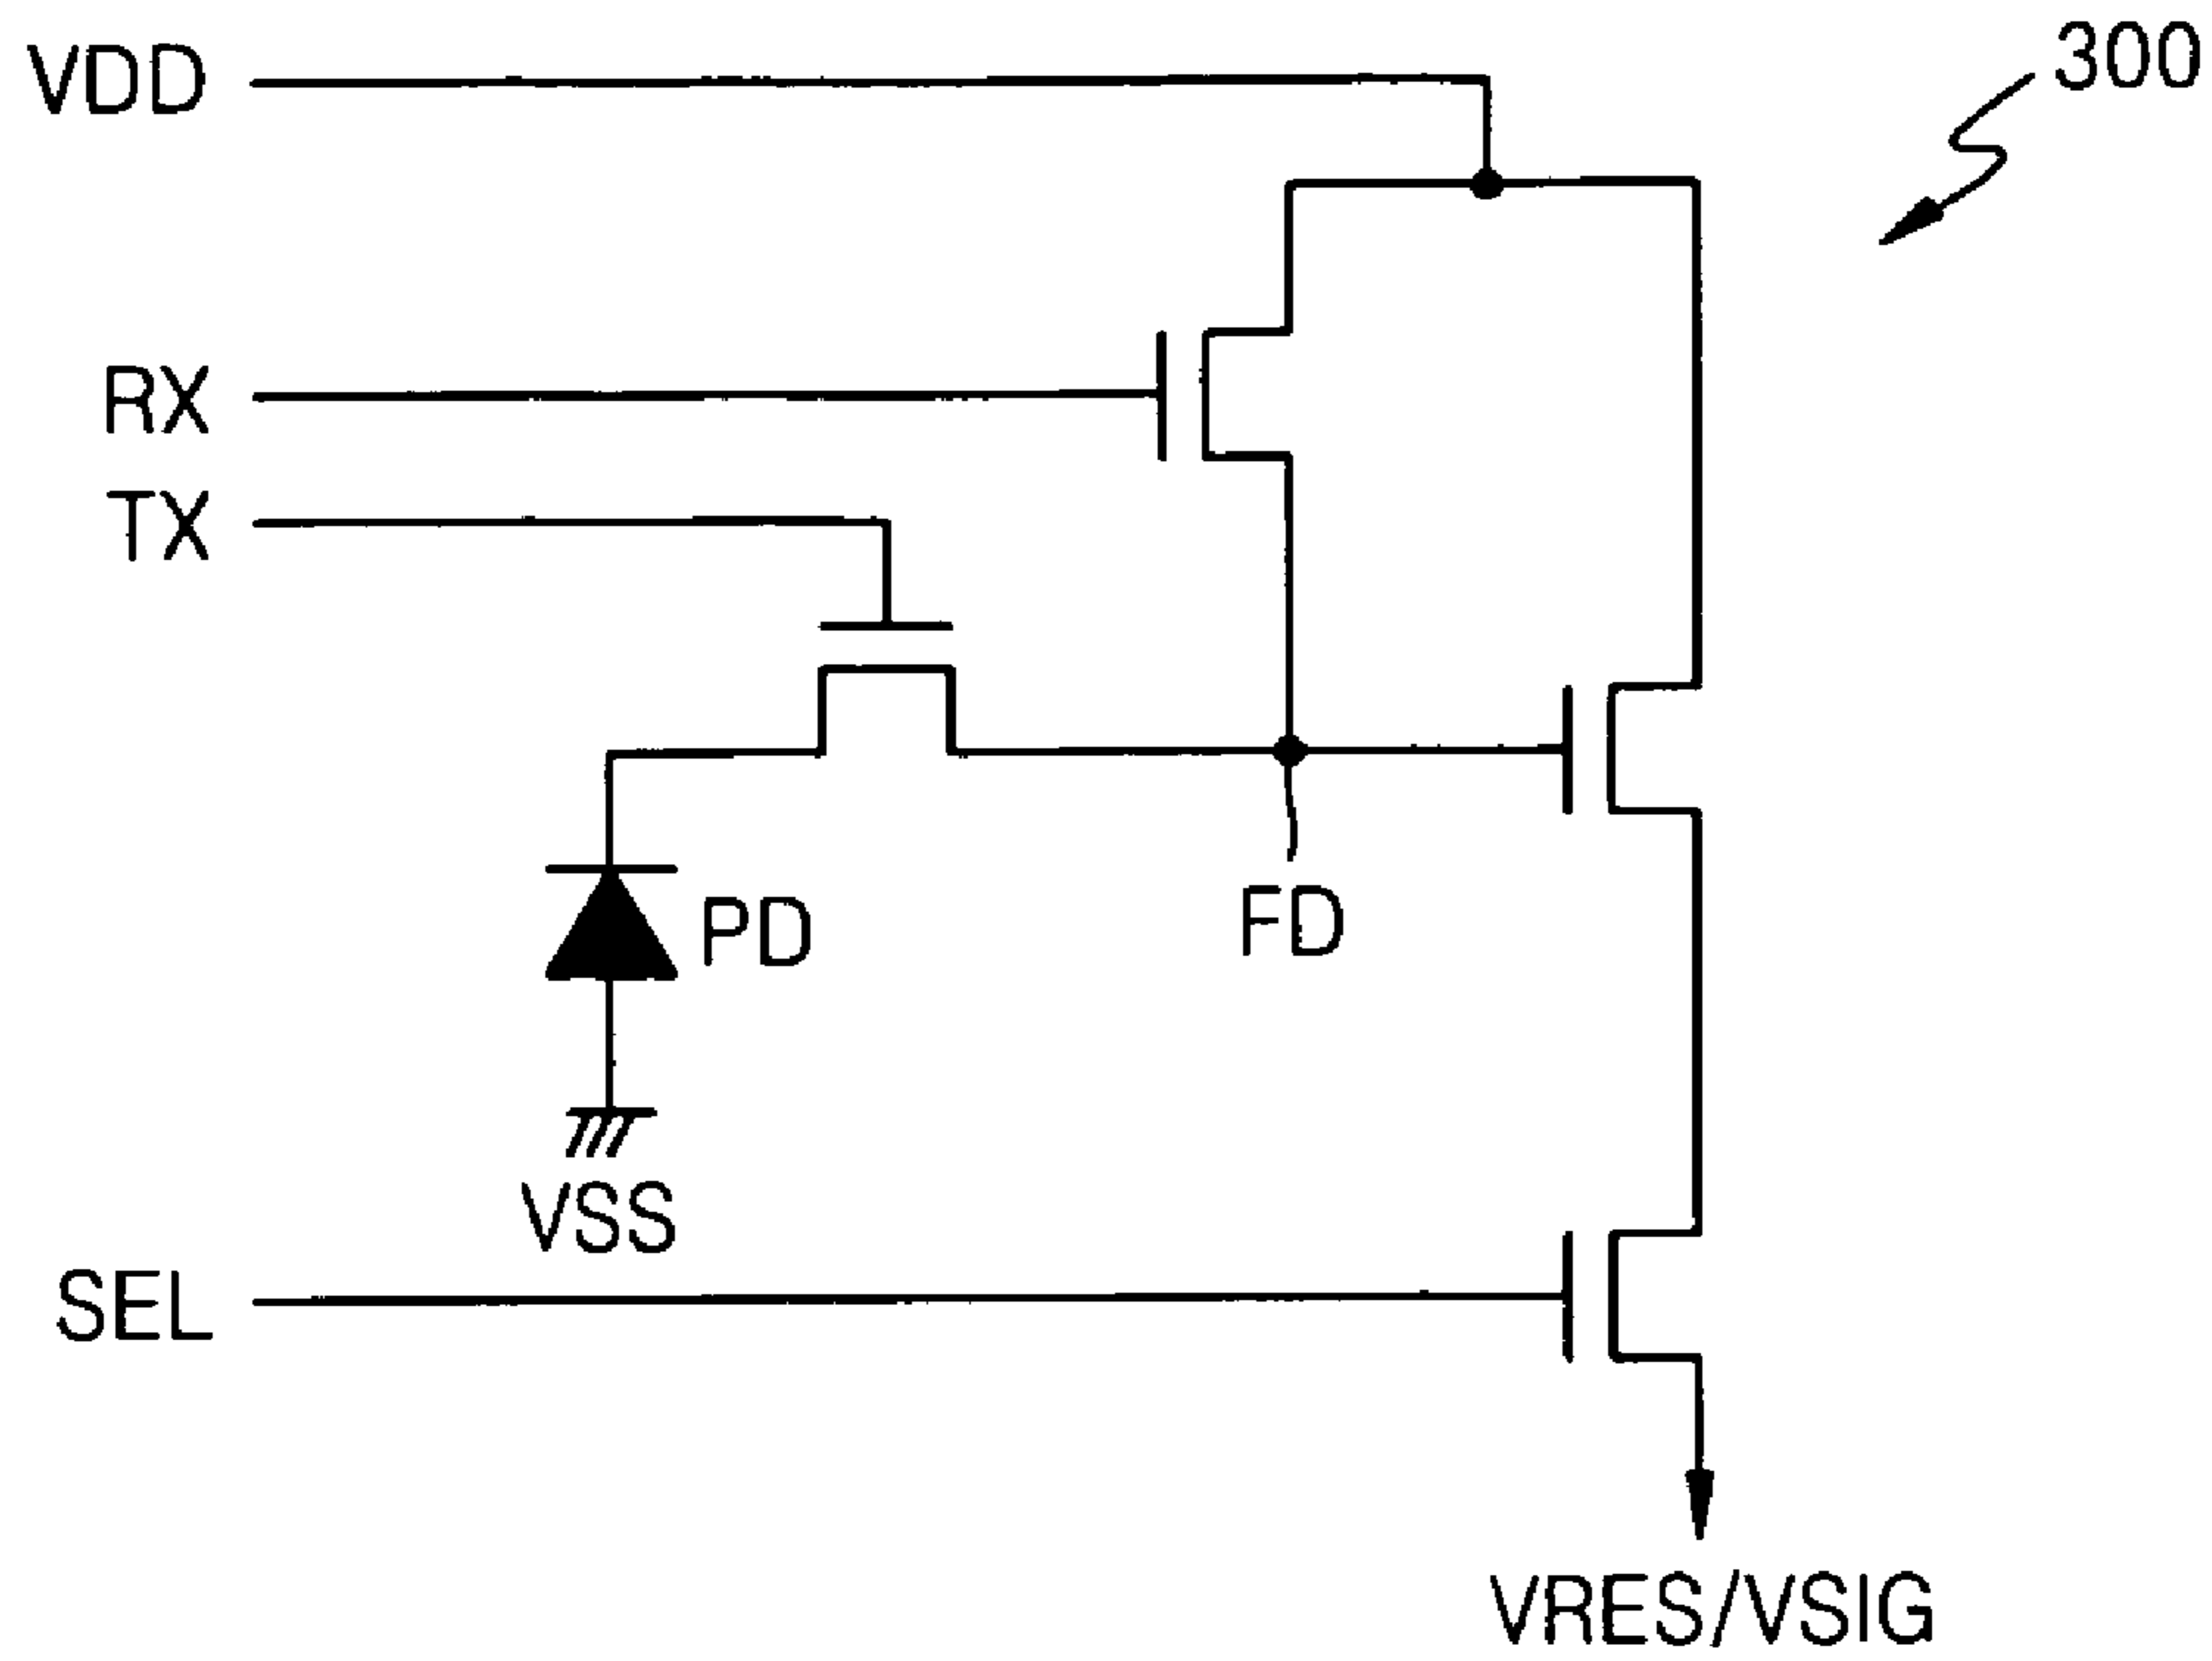 VDD
300
RX
TX
PD
FD
VSS
SEL
VRES/VSIG